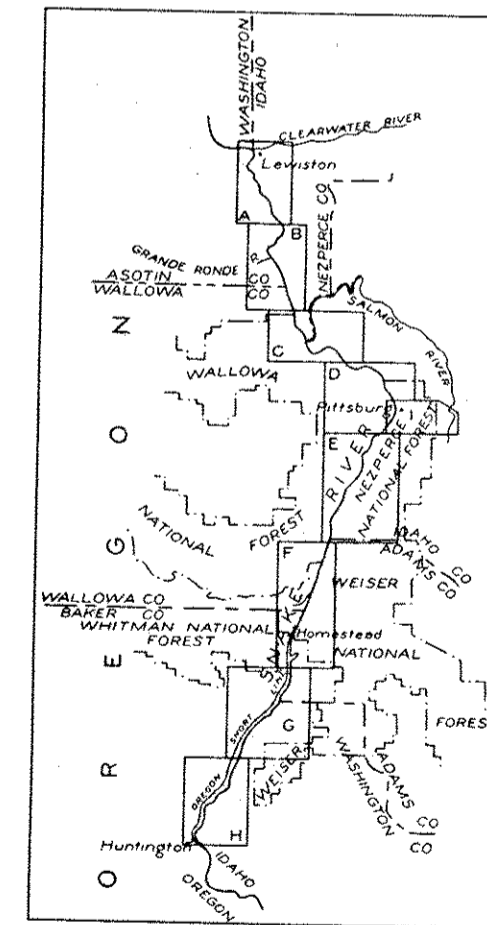 WASHINGTON
IDAHO
CLEARWATER RIVER
Lewiston
A
B
NEZPERCE CO
GRANDE RONDE
R.
ASOTIN CO
WALLOWA CO
SALMON
RIVER
C
WALLOWA
D
Pittsburg
E
NEZPERCE
NATIONAL FOREST
NATIONAL
FOREST
IDAHO CO
ADAMS CO
F
WEISER
WALLOWA CO
BAKER CO
WHITMAN NATIONAL
FOREST
Homestead
NATIONAL
SNAKE RIVER
OREGON SHORT LINE
G
FOREST
WEISER
ADAMS CO
WASHINGTON CO
H
Huntington
IDAHO
OREGON
OREGON